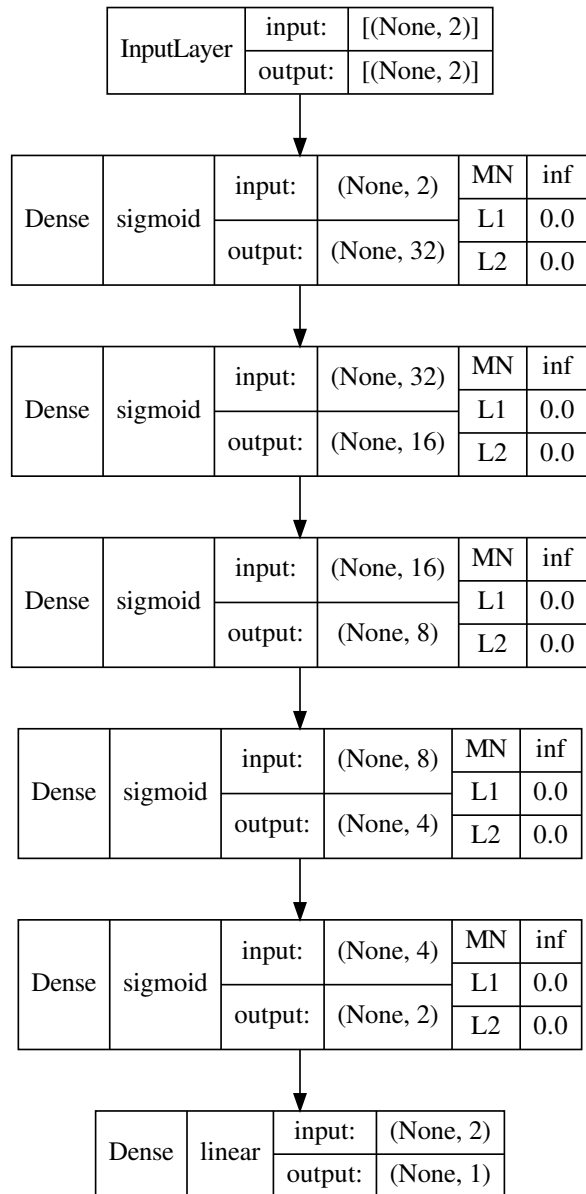 InputLayer input: [(None, 2)]
output: [(None, 2)]
Dense sigmoid input: (None, 2) MN inf
L1 0.0
output: (None, 32) L2 0.0
Dense sigmoid input: (None, 32) MN inf
L1 0.0
output: (None, 16) L2 0.0
Dense sigmoid input: (None, 16) MN inf
L1 0.0
output: (None, 8) L2 0.0
Dense sigmoid input: (None, 8) MN inf
L1 0.0
output: (None, 4) L2 0.0
Dense sigmoid input: (None, 4) MN inf
L1 0.0
output: (None, 2) L2 0.0
Dense linear input: (None, 2)
output: (None, 1)